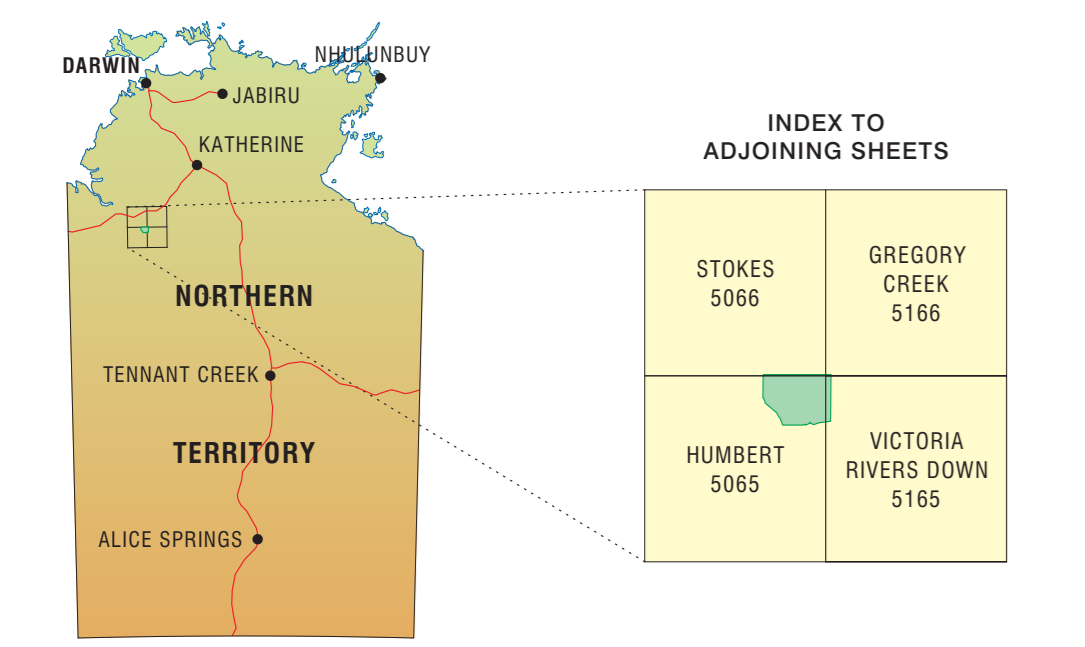 NHULUNBUY
DARWIN
JABIRU
KATHERINE
NORTHERN
TENNANT CREEK
TERRITORY
ALICE SPRINGS
INDEX TO
ADJOINING SHEETS
STOKES
5066
GREGORY
CREEK
5166
HUMBERT
5065
VICTORIA
RIVERS DOWN
5165